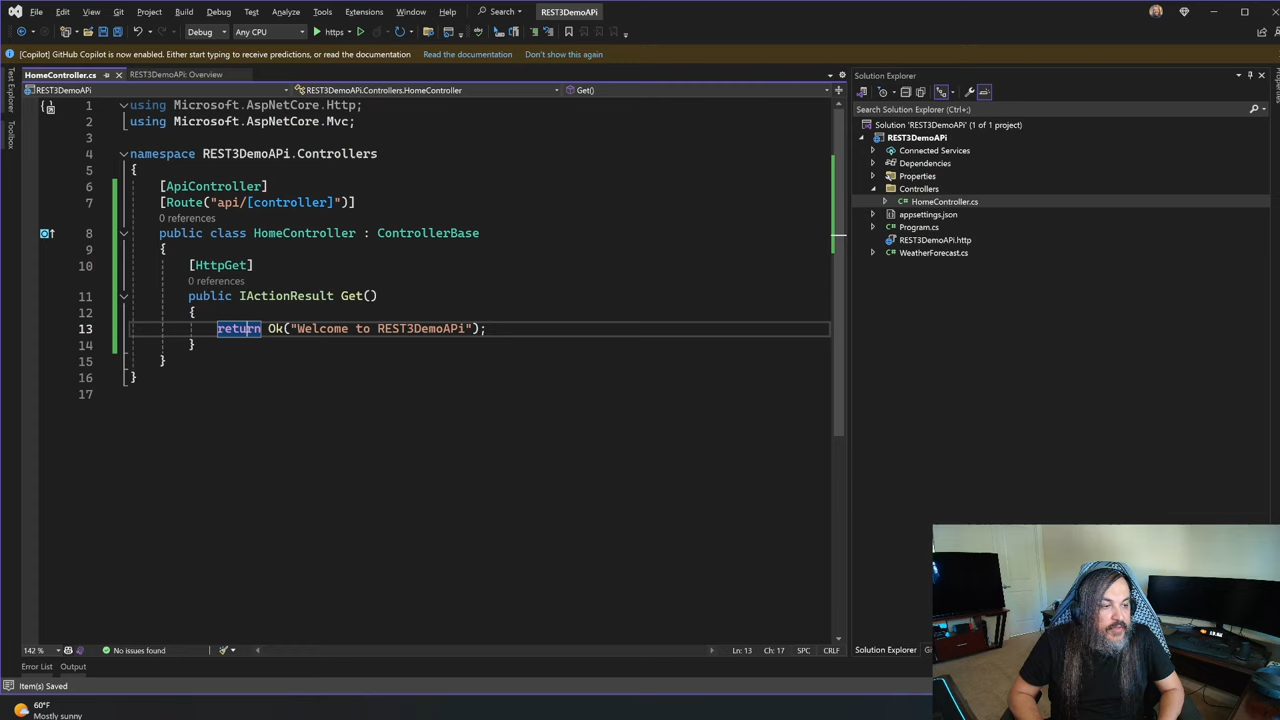 File Edit View Git Project Build Debug Test Analyze Tools Extensions Window Help Search REST3DemoAPi
Debug Any CPU https
[Copilot] GitHub Copilot is now enabled. Either start typing to receive predictions, or read the documentation Read the documentation Don't show this again
Test Explorer
Toolbox
HomeController.cs REST3DemoAPi: Overview
REST3DemoAPi REST3DemoAPi.Controllers.HomeController Get()
1 using Microsoft.AspNetCore.Http;
2 using Microsoft.AspNetCore.Mvc;
3
4 namespace REST3DemoAPi.Controllers
5 {
6 [ApiController]
7 [Route("api/[controller]")]
0 references
8 public class HomeController : ControllerBase
9 {
10 [HttpGet]
0 references
11 public IActionResult Get()
12 {
13 return Ok("Welcome to REST3DemoAPi");
14 }
15 }
16 }
17
142 % No issues found Ln: 13 Ch: 17 SPC CRLF
Error List Output
Item(s) Saved
Solution Explorer
Search Solution Explorer (Ctrl+;)
Solution 'REST3DemoAPi' (1 of 1 project)
REST3DemoAPi
Connected Services
Dependencies
Properties
Controllers
C# HomeController.cs
appsettings.json
C# Program.cs
REST3DemoAPi.http
C# WeatherForecast.cs
Solution Explorer
60°F
Mostly sunny